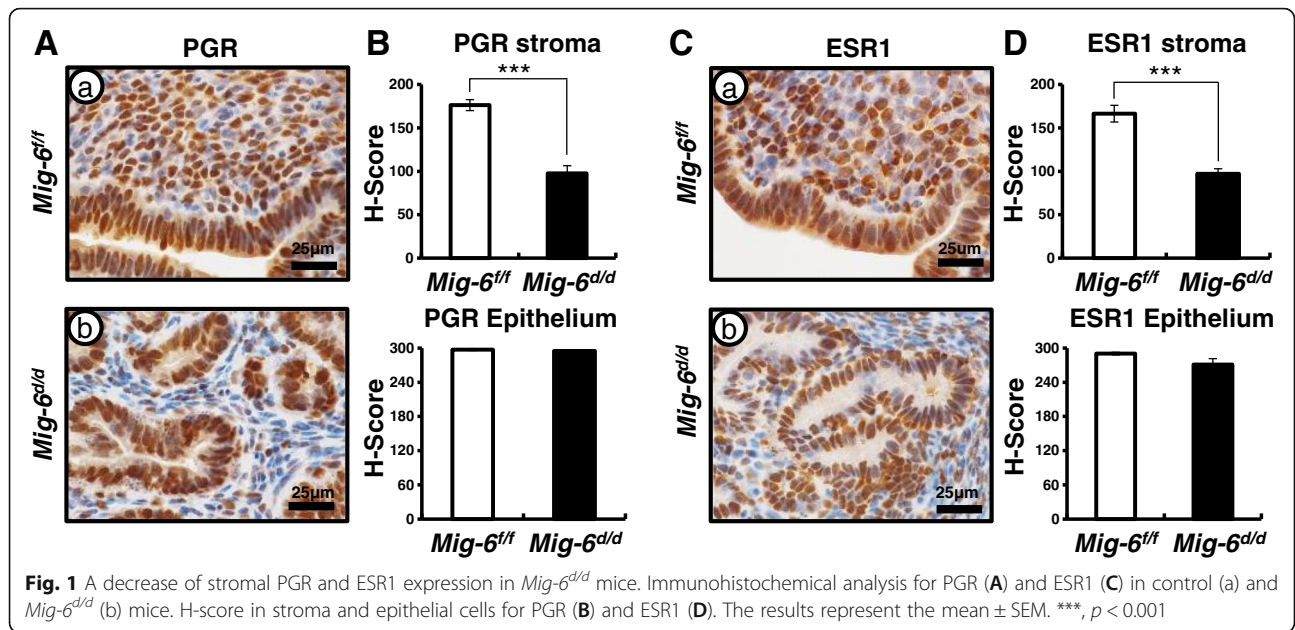 A
PGR
a
Mig-6f/f
25µm
b
Mig-6d/d
25µm
B
PGR stroma
***
H-Score
200
150
100
50
0
Mig-6f/f Mig-6d/d
PGR Epithelium
H-Score
300
240
180
120
60
0
Mig-6f/f Mig-6d/d
C
ESR1
a
Mig-6f/f
25um
b
Mig-6d/d
25µm
D
ESR1 stroma
***
H-Score
200
150
100
50
0
Mig-6f/f Mig-6d/d
ESR1 Epithelium
H-Score
300
240
180
120
60
0
Mig-6f/f Mig-6d/d
Fig. 1 A decrease of stromal PGR and ESR1 expression in Mig-6d/d mice. Immunohistochemical analysis for PGR (A) and ESR1 (C) in control (a) and
Mig-6d/d (b) mice. H-score in stroma and epithelial cells for PGR (B) and ESR1 (D). The results represent the mean ± SEM. ***, p < 0.001